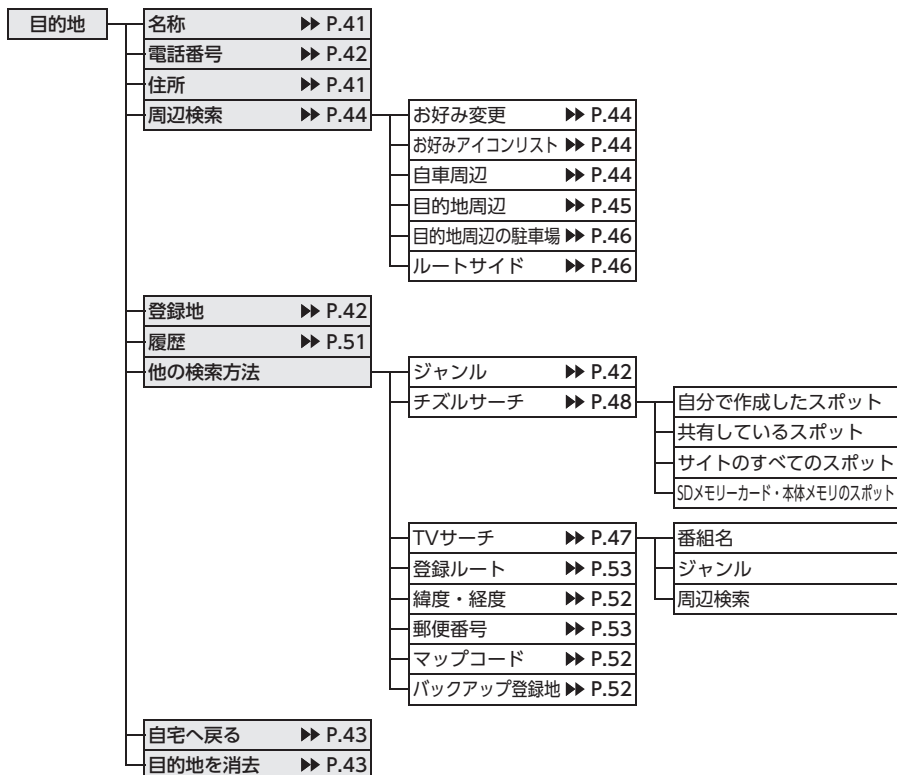 目的地
名称 ▶▶ P.41
電話番号 ▶▶ P.42
住所 ▶▶ P.41
周辺検索 ▶▶ P.44
お好み変更 ▶▶ P.44
お好みアイコンリスト ▶▶ P.44
自車周辺 ▶▶ P.44
目的地周辺 ▶▶ P.45
目的地周辺の駐車場 ▶▶ P.46
ルートサイド ▶▶ P.46
登録地 ▶▶ P.42
履歴 ▶▶ P.51
他の検索方法
ジャンル ▶▶ P.42
チズルサーチ ▶▶ P.48
自分で作成したスポット
共有しているスポット
サイトのすべてのスポット
SDメモリーカード・本体メモリのスポット
TVサーチ ▶▶ P.47
番組名
ジャンル
周辺検索
登録ルート ▶▶ P.53
緯度・経度 ▶▶ P.52
郵便番号 ▶▶ P.53
マップコード ▶▶ P.52
バックアップ登録地 ▶▶ P.52
自宅へ戻る ▶▶ P.43
目的地を消去 ▶▶ P.43